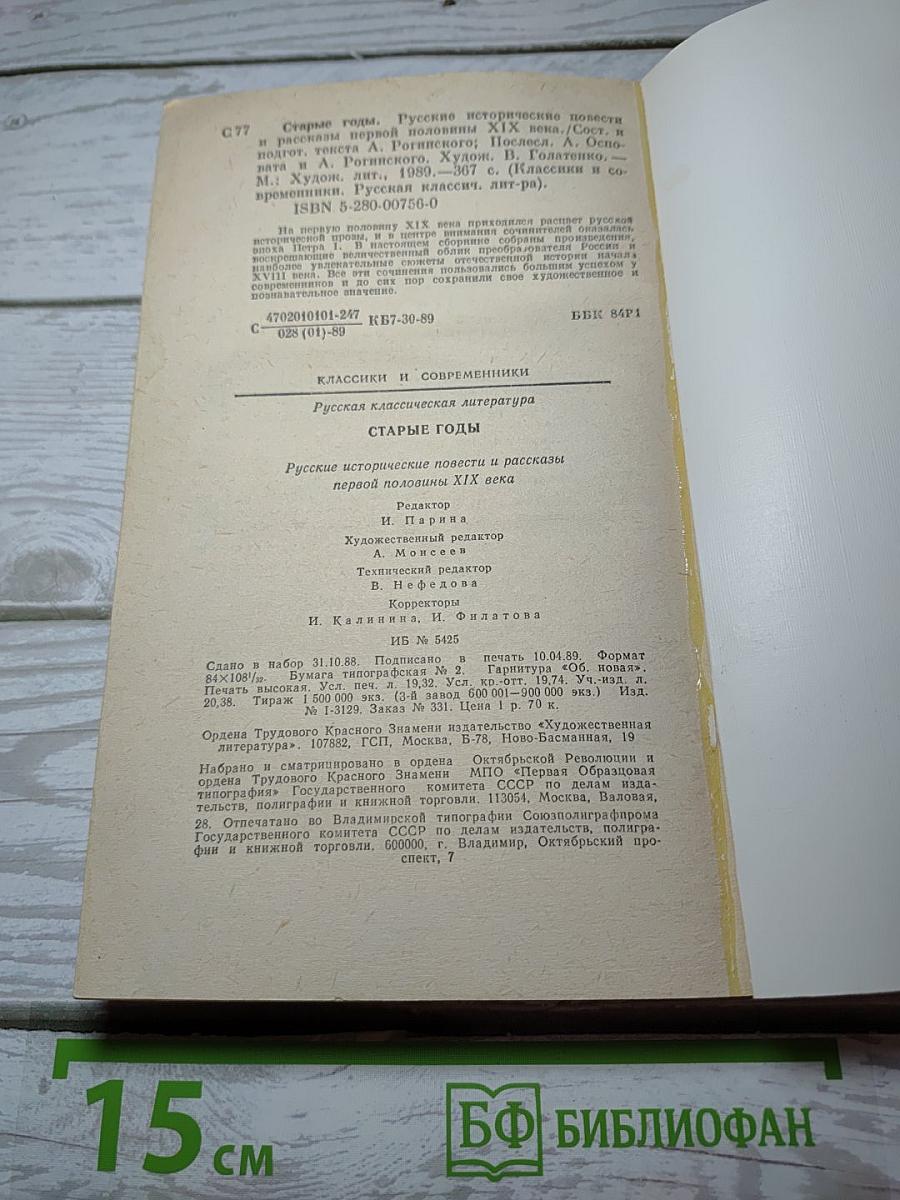 С 77 Старые годы. Русские исторические повести
и рассказы первой половины XIX века./Сост. и
подгот. текста А. Рогинского; Послесл. А. Оспо-
вата и А. Рогинского. Худож. В. Голатенко.—
М.: Худож. лит., 1989.—367 с. (Классики и со-
временники. Русская классич. лит-ра).
ISBN 5-280-00756-0
На первую половину XIX века приходился расцвет русской
исторической прозы, и в центре внимания сочинителей оказалась
эпоха Петра I. В настоящем сборнике собраны произведения,
воскрешающие величественный облик преобразователя России и
наиболее увлекательные сюжеты отечественной истории начала
XVIII века. Все эти сочинения пользовались большим успехом у
современников и до сих пор сохранили свое художественное и
познавательное значение.
С 4702010101-247 КБ7-30-89 ББК 84Р1
028 (01)-89
КЛАССИКИ И СОВРЕМЕННИКИ
Русская классическая литература
СТАРЫЕ ГОДЫ
Русские исторические повести и рассказы
первой половины XIX века
Редактор
И. Парина
Художественный редактор
А. Моисеев
Технический редактор
В. Нефедова
Корректоры
И. Калинина, И. Филатова
ИБ № 5425
Сдано в набор 31.10.88. Подписано в печать 10.04.89. Формат
84×108¹/₃₂. Бумага типографская № 2. Гарнитура «Об. новая».
Печать высокая. Усл. печ. л. 19,32. Усл. кр.-отт. 19,74. Уч.-изд. л.
20,38. Тираж 1 500 000 экз. (3-й завод 600 001—900 000 экз.) Изд.
№ I-3129. Заказ № 331. Цена 1 р. 70 к.
Ордена Трудового Красного Знамени издательство «Художественная
литература». 107882, ГСП, Москва, Б-78, Ново-Басманная, 19
Набрано и сматрицировано в ордена Октябрьской Революции и
ордена Трудового Красного Знамени МПО «Первая Образцовая
типография» Государственного комитета СССР по делам изда-
тельств, полиграфии и книжной торговли. 113054, Москва, Валовая,
28. Отпечатано во Владимирской типографии Союзполиграфпрома
Государственного комитета СССР по делам издательств, полигра-
фии и книжной торговли. 600000, г. Владимир, Октябрьский про-
спект, 7
15 см
БФ БИБЛИОФАН